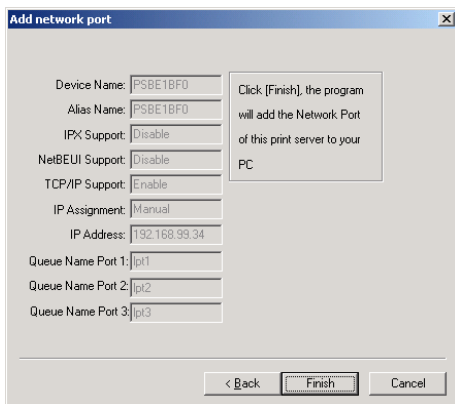 Add network port
Device Name: PSBE1BF0
Alias Name: PSBE1BF0
IPX Support: Disable
NetBEUI Support: Disable
TCP/IP Support: Enable
IP Assignment: Manual
IP Address: 192.168.99.34
Queue Name Port 1: lpt1
Queue Name Port 2: lpt2
Queue Name Port 3: lpt3
Click [Finish], the program
will add the Network Port
of this print server to your
PC
< Back
Finish
Cancel